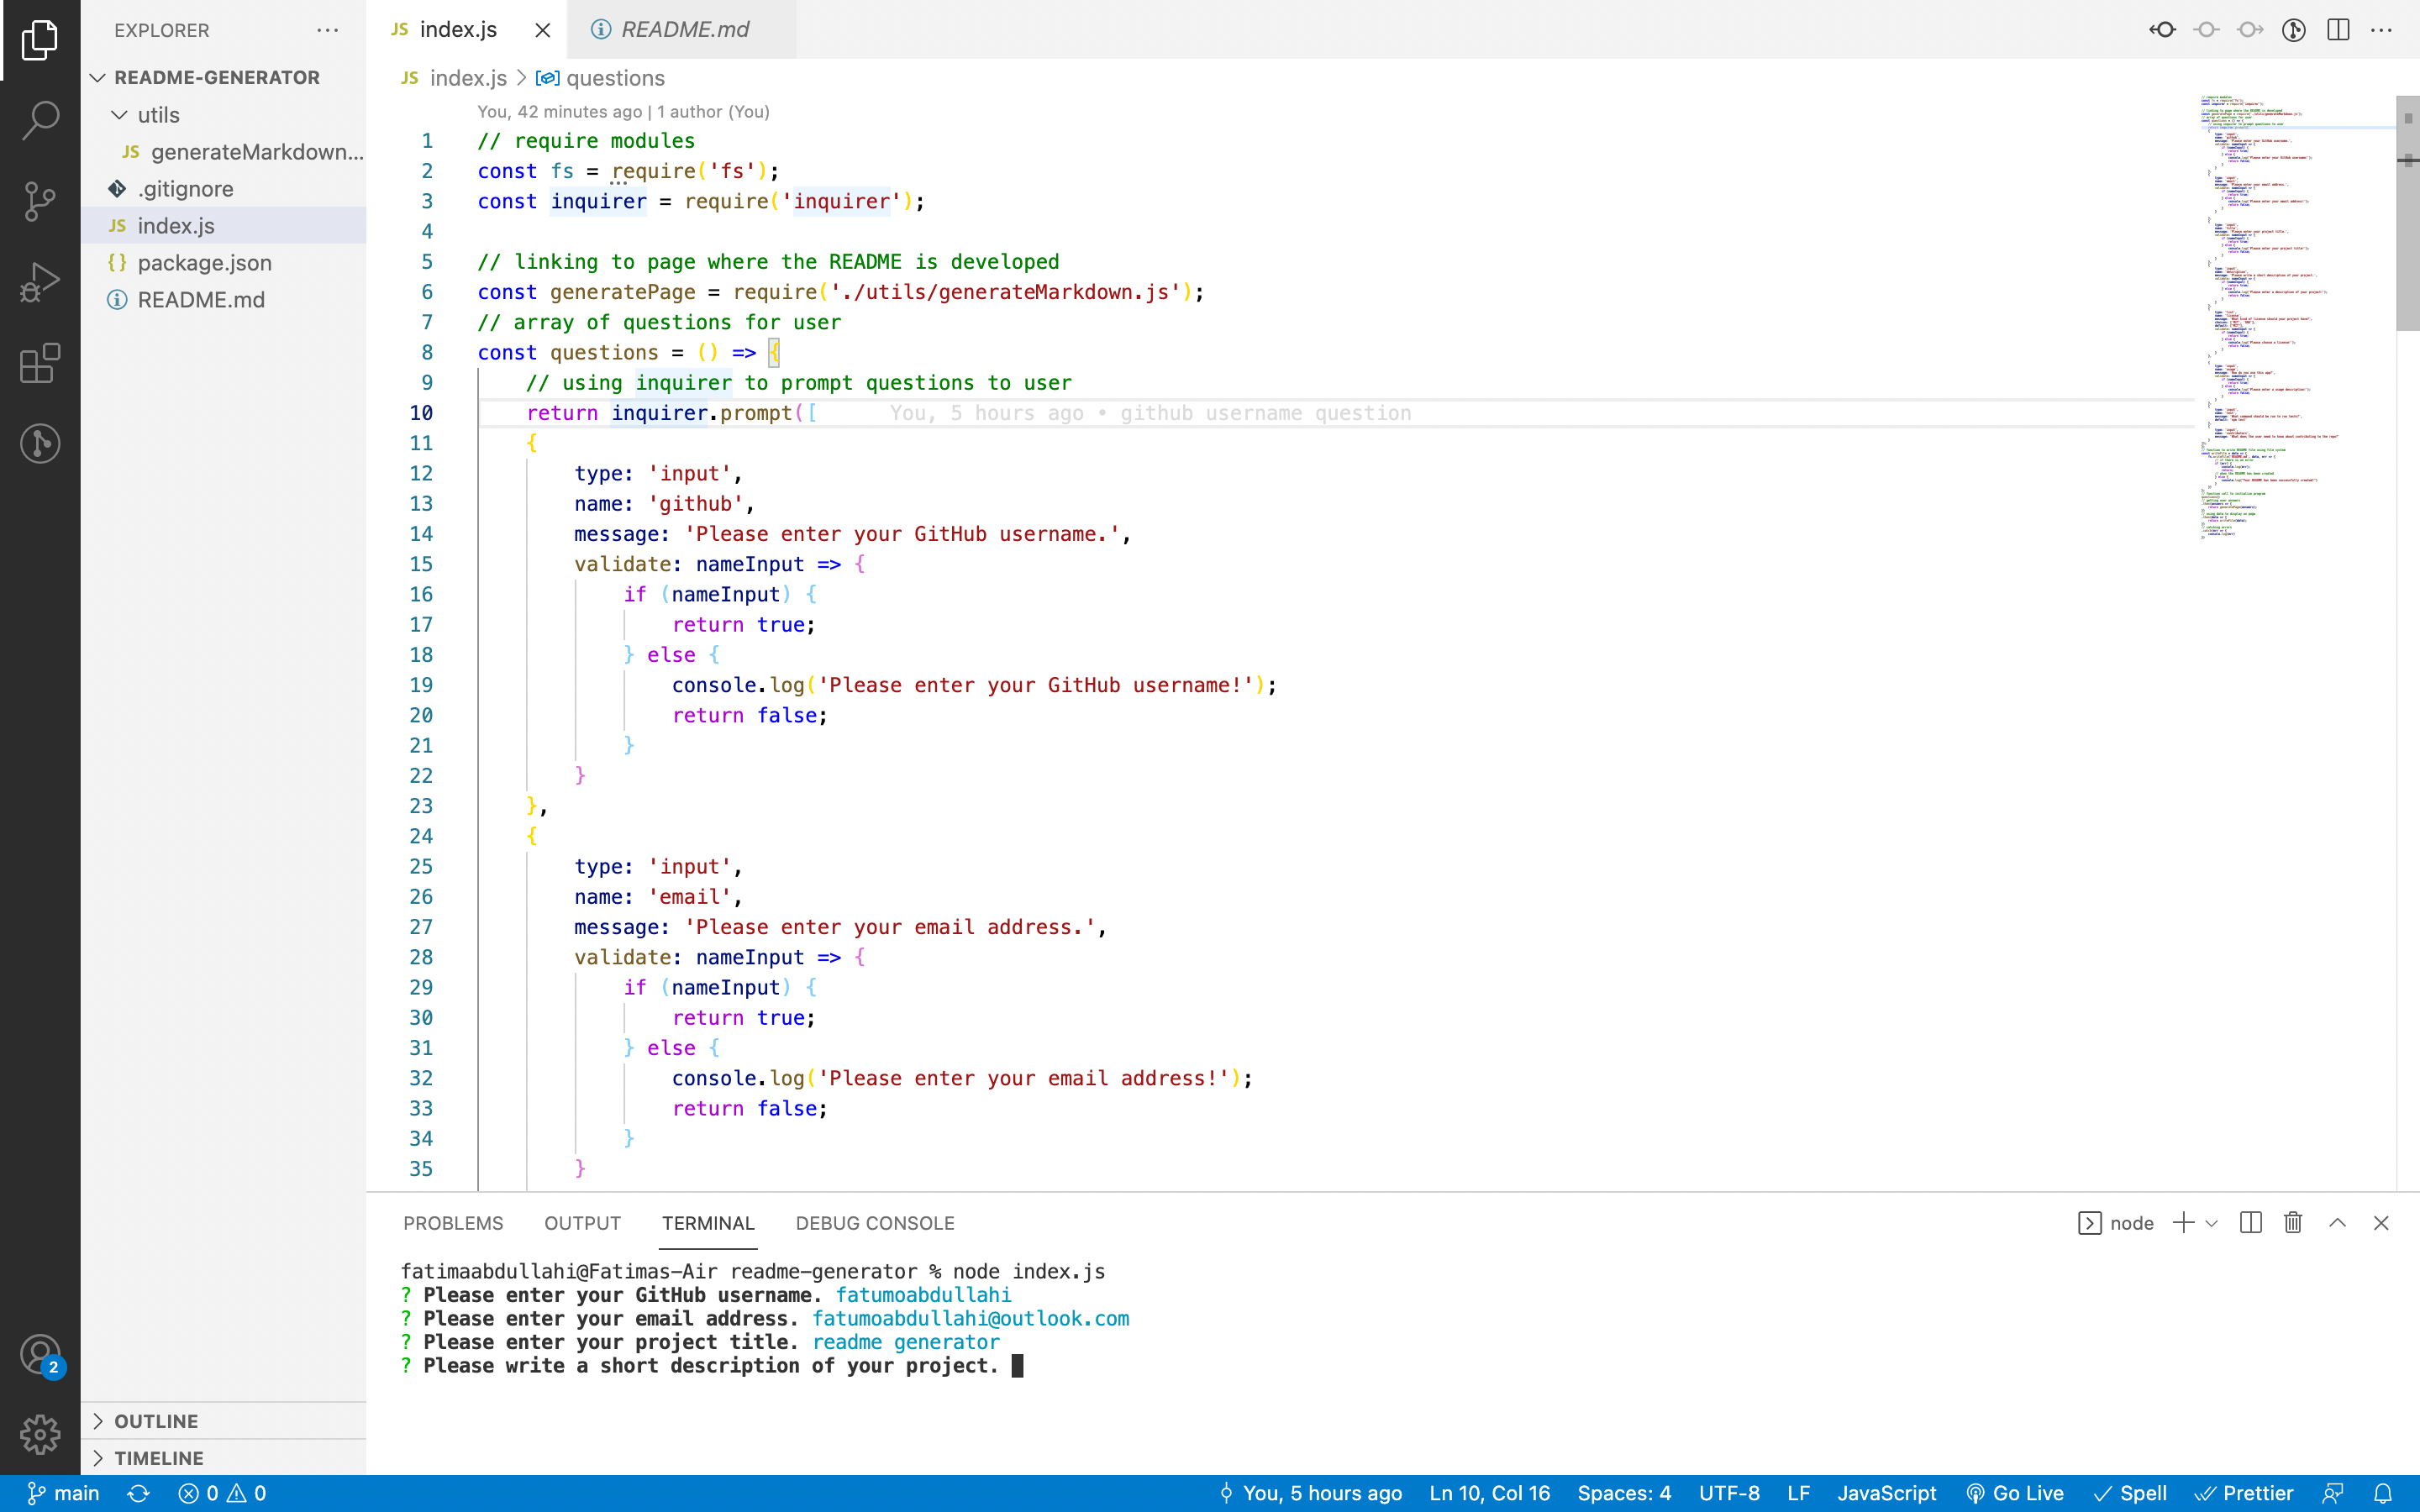 EXPLORER
README-GENERATOR
utils
JS generateMarkdown...
.gitignore
JS index.js
{} package.json
README.md
OUTLINE
TIMELINE
2
JS index.js
README.md
JS index.js > questions
You, 42 minutes ago | 1 author (You)
1 // require modules
2 const fs = require('fs');
3 const inquirer = require('inquirer');
4
5 // linking to page where the README is developed
6 const generatePage = require('./utils/generateMarkdown.js');
7 // array of questions for user
8 const questions = () => {
9 // using inquirer to prompt questions to user
10 return inquirer.prompt([ You, 5 hours ago • github username question
11 {
12 type: 'input',
13 name: 'github',
14 message: 'Please enter your GitHub username.',
15 validate: nameInput => {
16 if (nameInput) {
17 return true;
18 } else {
19 console.log('Please enter your GitHub username!');
20 return false;
21 }
22 }
23 },
24 {
25 type: 'input',
26 name: 'email',
27 message: 'Please enter your email address.',
28 validate: nameInput => {
29 if (nameInput) {
30 return true;
31 } else {
32 console.log('Please enter your email address!');
33 return false;
34 }
35 }
PROBLEMS OUTPUT TERMINAL DEBUG CONSOLE
node
fatimaabdullahi@Fatimas-Air readme-generator % node index.js
? Please enter your GitHub username. fatumoabdullahi
? Please enter your email address. fatumoabdullahi@outlook.com
? Please enter your project title. readme generator
? Please write a short description of your project.
main 0 0 You, 5 hours ago Ln 10, Col 16 Spaces: 4 UTF-8 LF JavaScript Go Live Spell Prettier